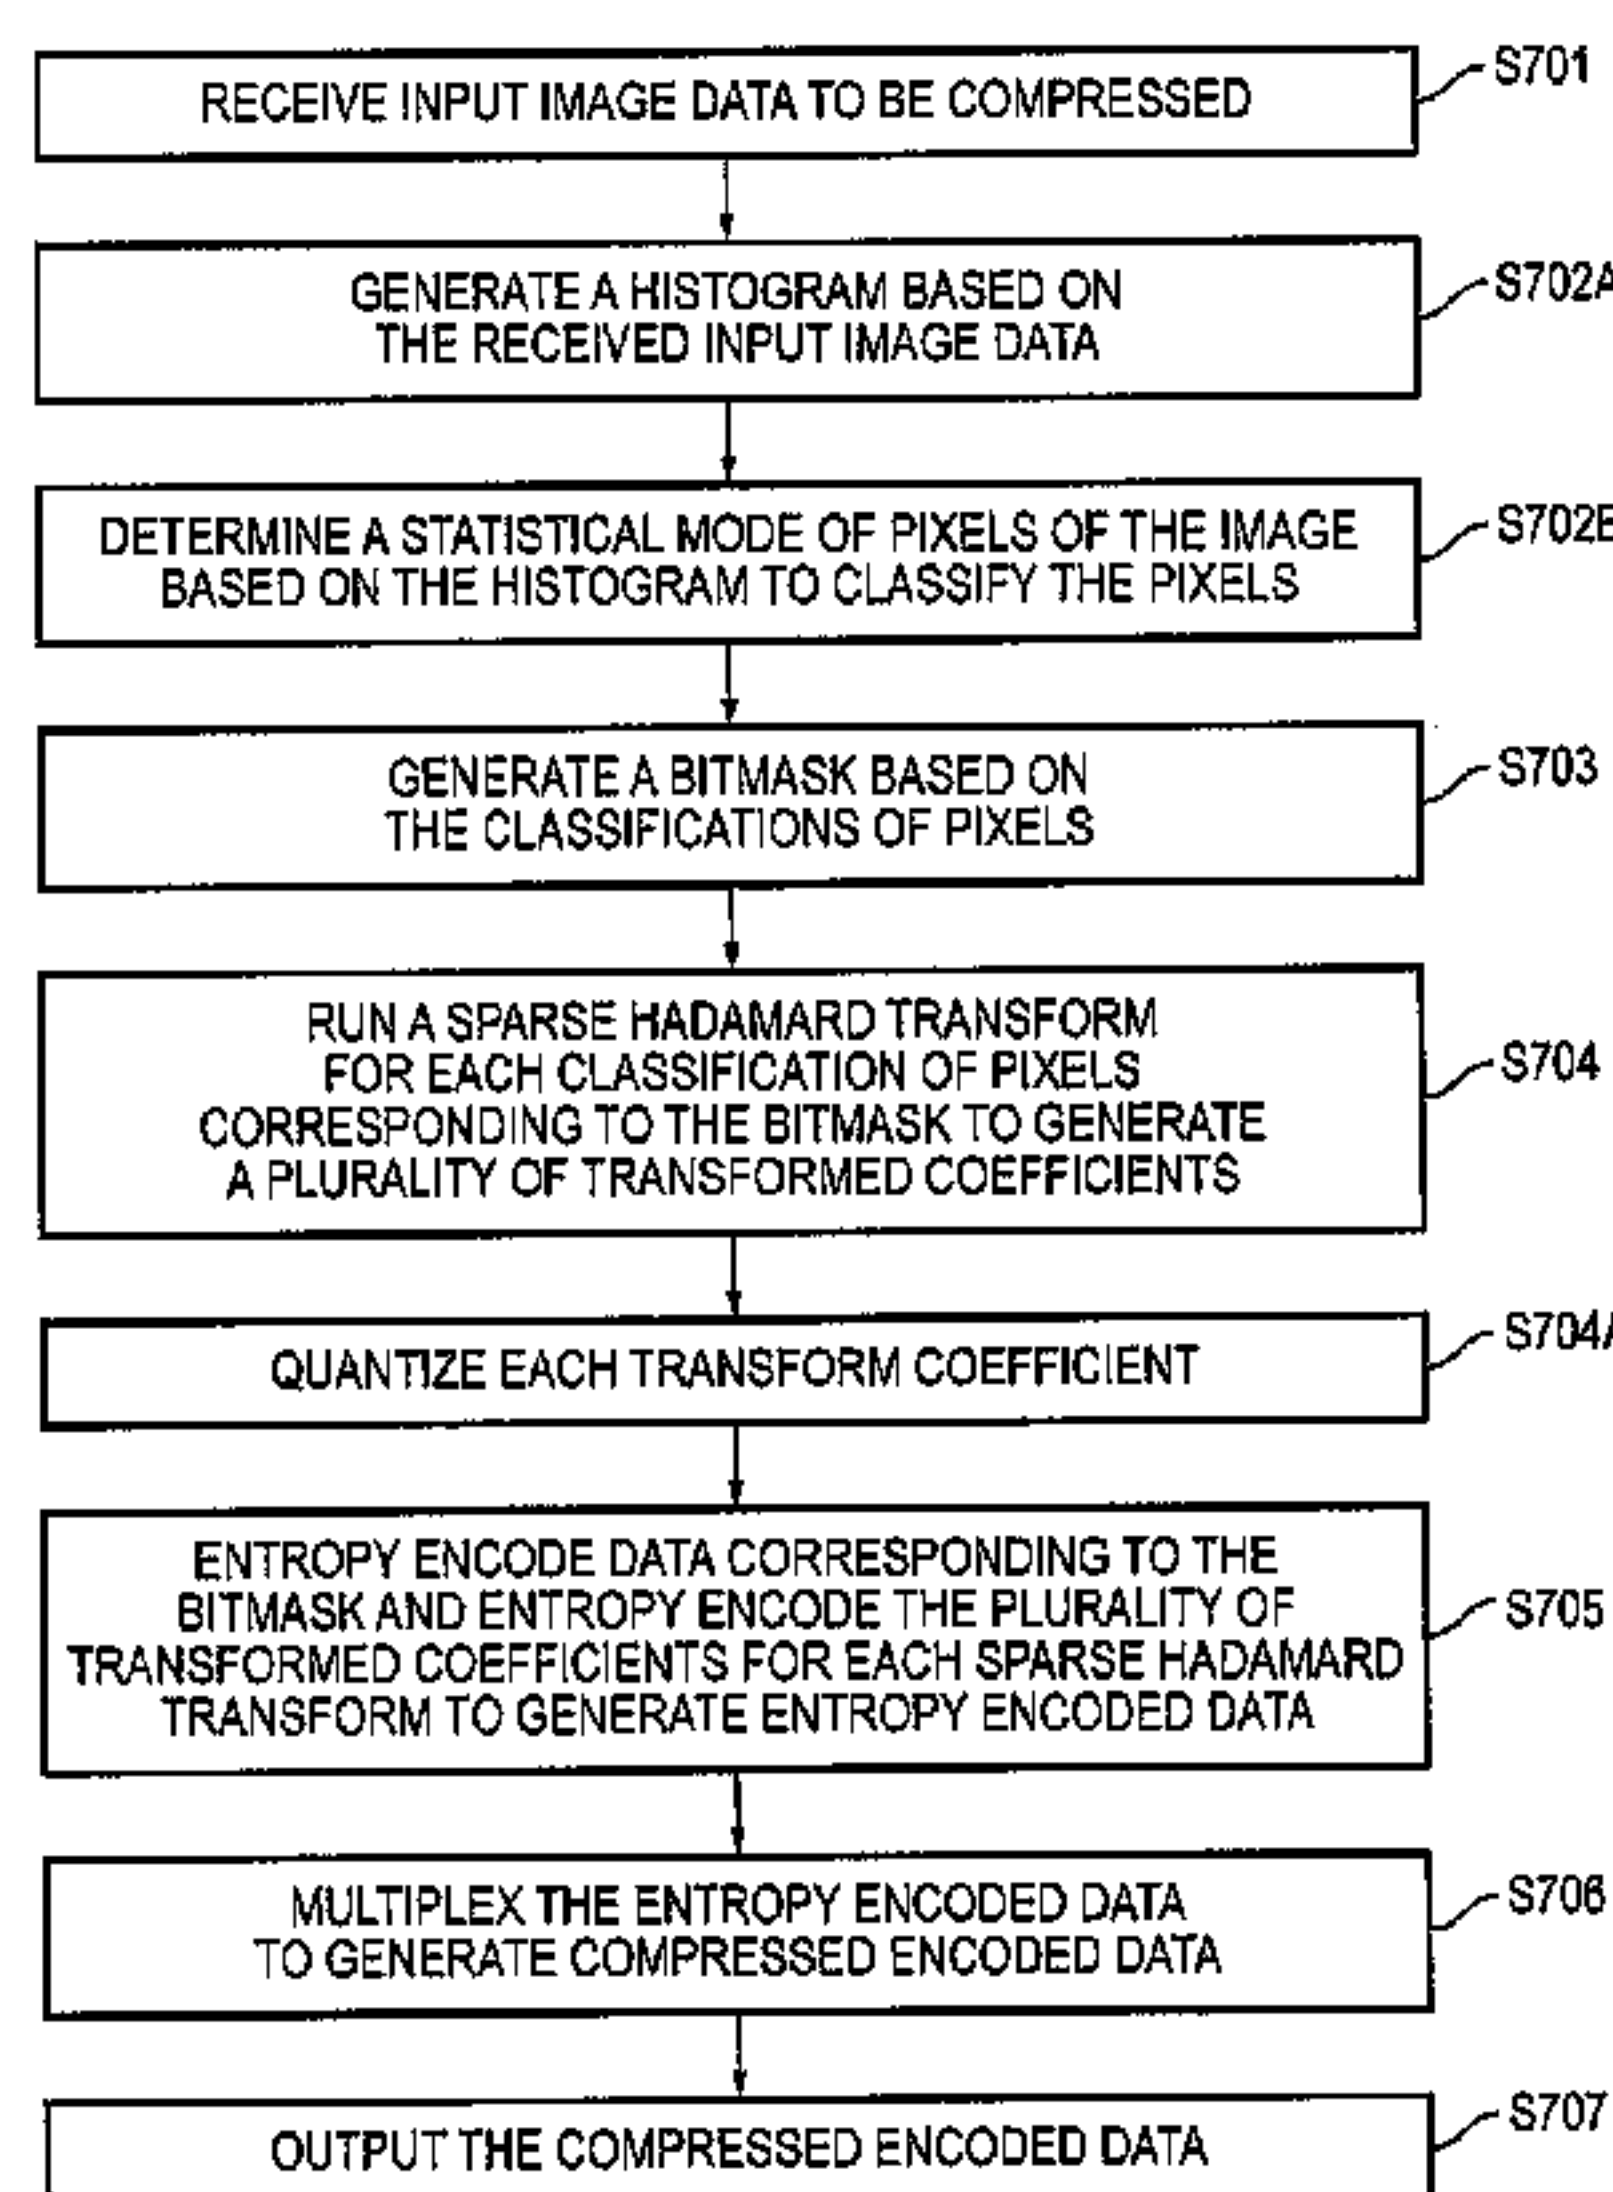 RECEIVE INPUT IMAGE DATA TO BE COMPRESSED
S701
GENERATE A HISTOGRAM BASED ON
THE RECEIVED INPUT IMAGE DATA
S702A
DETERMINE A STATISTICAL MODE OF PIXELS OF THE IMAGE
BASED ON THE HISTOGRAM TO CLASSIFY THE PIXELS
S702B
GENERATE A BITMASK BASED ON
THE CLASSIFICATIONS OF PIXELS
S703
RUN A SPARSE HADAMARD TRANSFORM
FOR EACH CLASSIFICATION OF PIXELS
CORRESPONDING TO THE BITMASK TO GENERATE
A PLURALITY OF TRANSFORMED COEFFICIENTS
S704
QUANTIZE EACH TRANSFORM COEFFICIENT
S704A
ENTROPY ENCODE DATA CORRESPONDING TO THE
BITMASK AND ENTROPY ENCODE THE PLURALITY OF
TRANSFORMED COEFFICIENTS FOR EACH SPARSE HADAMARD
TRANSFORM TO GENERATE ENTROPY ENCODED DATA
S705
MULTIPLEX THE ENTROPY ENCODED DATA
TO GENERATE COMPRESSED ENCODED DATA
S706
OUTPUT THE COMPRESSED ENCODED DATA
S707